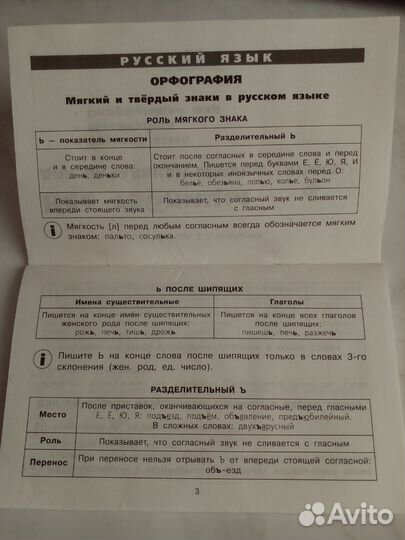 РУССКИЙ ЯЗЫК
ОРФОГРАФИЯ
Мягкий и твёрдый знаки в русском языке
РОЛЬ МЯГКОГО ЗНАКА
Ь — показатель мягкости
Разделительный Ь
Стоит в конце
и в середине слова:
день, деньки
Стоит после согласных в середине слова и перед
окончанием. Пишется перед буквами Е, Ё, Ю, Я, И
и в некоторых иноязычных словах перед О:
бельё, обезьяна, полью, колье, бульон
Показывает мягкость
впереди стоящего звука
Показывает, что согласный звук не сливается
с гласным
i
Мягкость [л] перед любым согласным всегда обозначается мягким
знаком: пальто, сосулька.
Ь ПОСЛЕ ШИПЯЩИХ
Имена существительные
Глаголы
Пишется на конце имён существительных
женского рода после шипящих:
рожь, печь, тишь, дрожь
Пишется на конце всех глаголов
после шипящих:
пишешь, печь, разжечь
i
Пишите Ь на конце слова после шипящих только в словах 3-го
склонения (жен. род, ед. число).
РАЗДЕЛИТЕЛЬНЫЙ Ъ
Место
После приставок, оканчивающихся на согласные, перед гласными
Е, Ё, Ю, Я: подъезд, подъём, объявление, предъюбилейный.
В сложных словах: двухъярусный
Роль
Показывает, что согласный звук не сливается с гласным
Перенос
При переносе нельзя отрывать Ъ от впереди стоящей согласной:
объ-езд
3
Avito